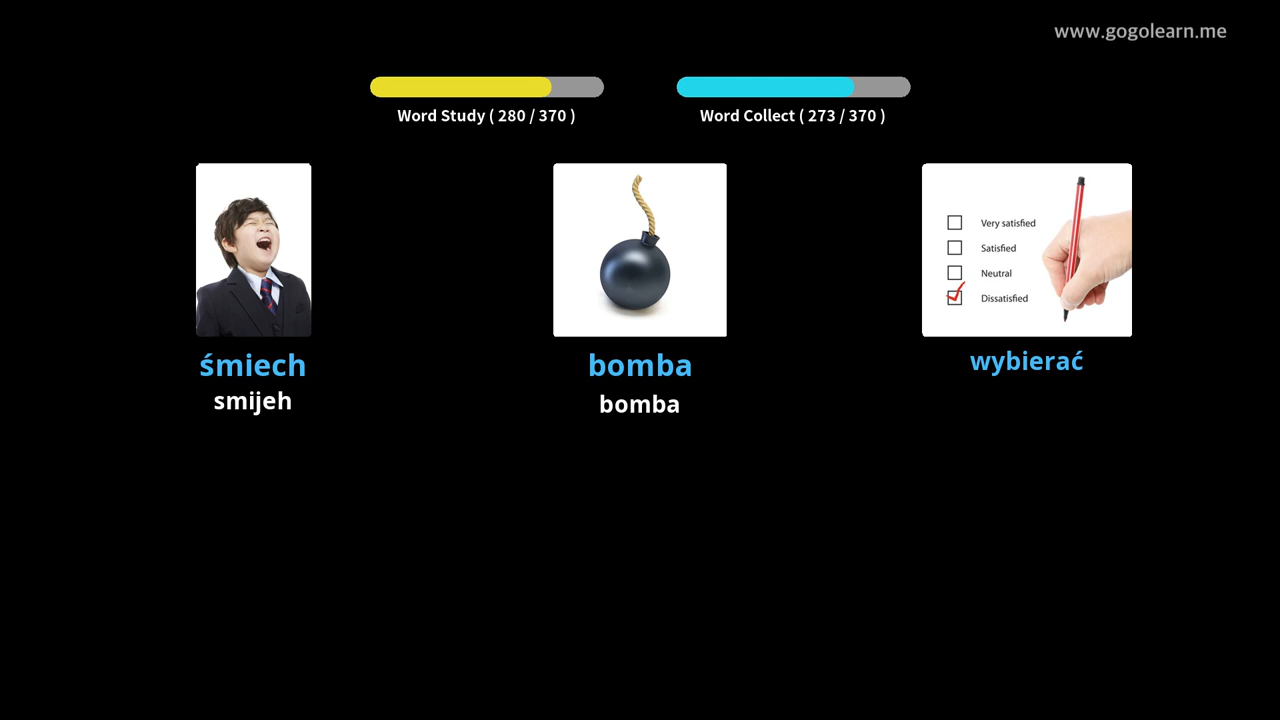 www.gogolearn.me
Word Study ( 280 / 370 )
Word Collect ( 273 / 370 )
Very satisfied
Satisfied
Neutral
Dissatisfied
śmiech
smijeh
bomba
bomba
wybierać